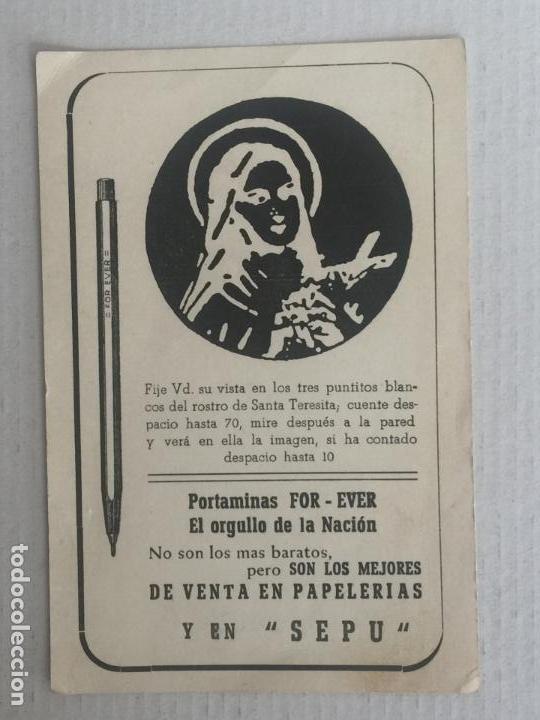 = FOR-EVER =
Fije Vd. su vista en los tres puntitos blan-
cos del rostro de Santa Teresita; cuente des-
pacio hasta 70, mire después a la pared
y verá en ella la imagen, si ha contado
despacio hasta 10
Portaminas FOR - EVER
El orgullo de la Nación
No son los mas baratos,
pero SON LOS MEJORES
DE VENTA EN PAPELERIAS
Y EN " SEPU "
todocoleccion